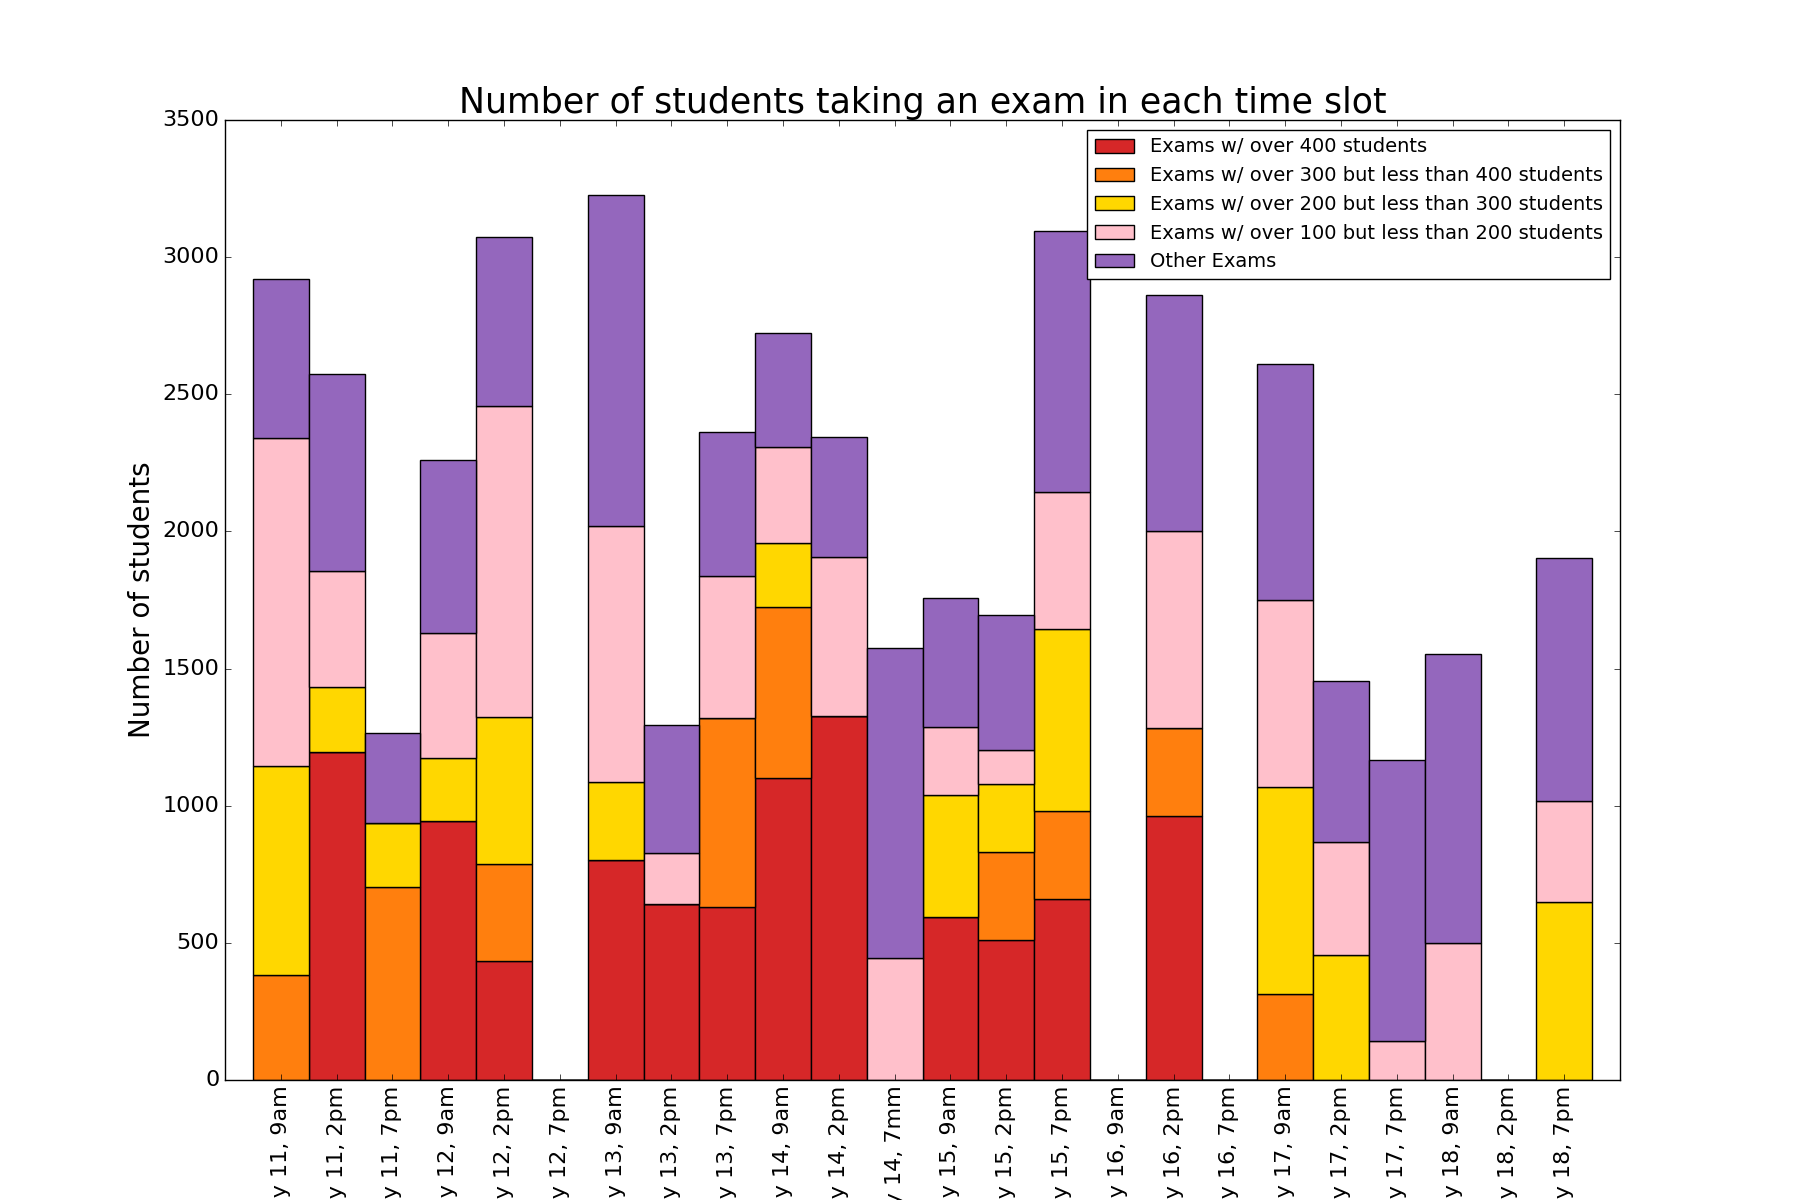 Number of students taking an exam in each time slot
Number of students
3500
3000
2500
2000
1500
1000
500
0
Exams w/ over 400 students
Exams w/ over 300 but less than 400 students
Exams w/ over 200 but less than 300 students
Exams w/ over 100 but less than 200 students
Other Exams
y 11, 9am
y 11, 2pm
y 11, 7pm
y 12, 9am
y 12, 2pm
y 12, 7pm
y 13, 9am
y 13, 2pm
y 13, 7pm
y 14, 9am
y 14, 2pm
y 14, 7mm
y 15, 9am
y 15, 2pm
y 15, 7pm
y 16, 9am
y 16, 2pm
y 16, 7pm
y 17, 9am
y 17, 2pm
y 17, 7pm
y 18, 9am
y 18, 2pm
y 18, 7pm